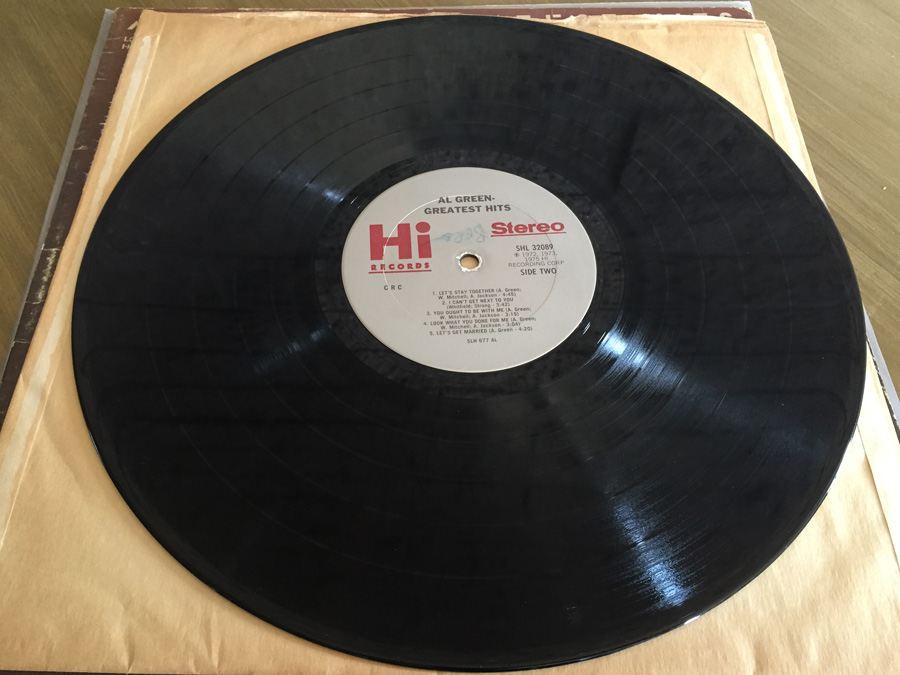 AL GREEN-
GREATEST HITS
Hi
RECORDS
Stereo
SHL 32089
℗ 1972, 1973,
1975 HI
RECORDING CORP
SIDE TWO
CRC
1. LET'S STAY TOGETHER (A. Green;
W. Mitchell; A. Jackson - 4:45)
2. I CAN'T GET NEXT TO YOU
(Whitfield; Strong - 3:42)
3. YOU OUGHT TO BE WITH ME (A. Green;
W. Mitchell; A. Jackson - 3:15)
4. LOOK WHAT YOU DONE FOR ME (A. Green;
W. Mitchell; A. Jackson - 3:04)
5. LET'S GET MARRIED (A. Green - 4:20)
SLH 677 AL